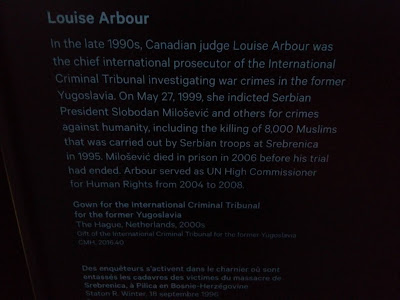 Louise Arbour
In the late 1990s, Canadian judge Louise Arbour was
the chief international prosecutor of the International
Criminal Tribunal investigating war crimes in the former
Yugoslavia. On May 27, 1999, she indicted Serbian
President Slobodan Milošević and others for crimes
against humanity, including the killing of 8,000 Muslims
that was carried out by Serbian troops at Srebrenica
in 1995. Milošević died in prison in 2006 before his trial
had ended. Arbour served as UN High Commissioner
for Human Rights from 2004 to 2008.
Gown for the International Criminal Tribunal
for the former Yugoslavia
The Hague, Netherlands, 2000s
Gift of the International Criminal Tribunal for the former Yugoslavia
CMH, 2016.40
Des enquêteurs s'activent dans le charnier où sont
entassés les cadavres des victimes du massacre de
Srebrenica, à Pilica en Bosnie-Herzégovine
Staton R. Winter, 18 septembre 1996